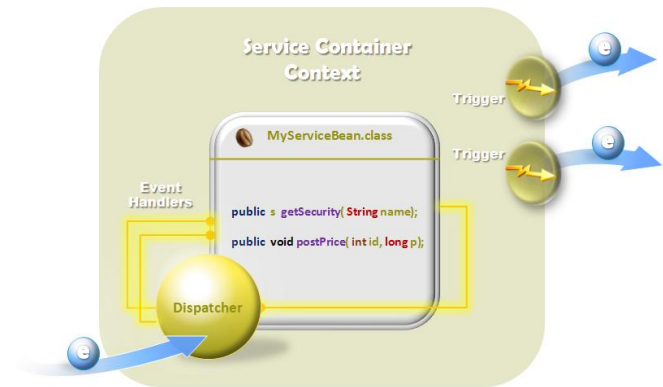 Service Container
Context
e
Trigger
e
MyServiceBean.class
Trigger
Event
Handlers
public s getSecurity( String name);
public void postPrice( int id, long p);
Dispatcher
e